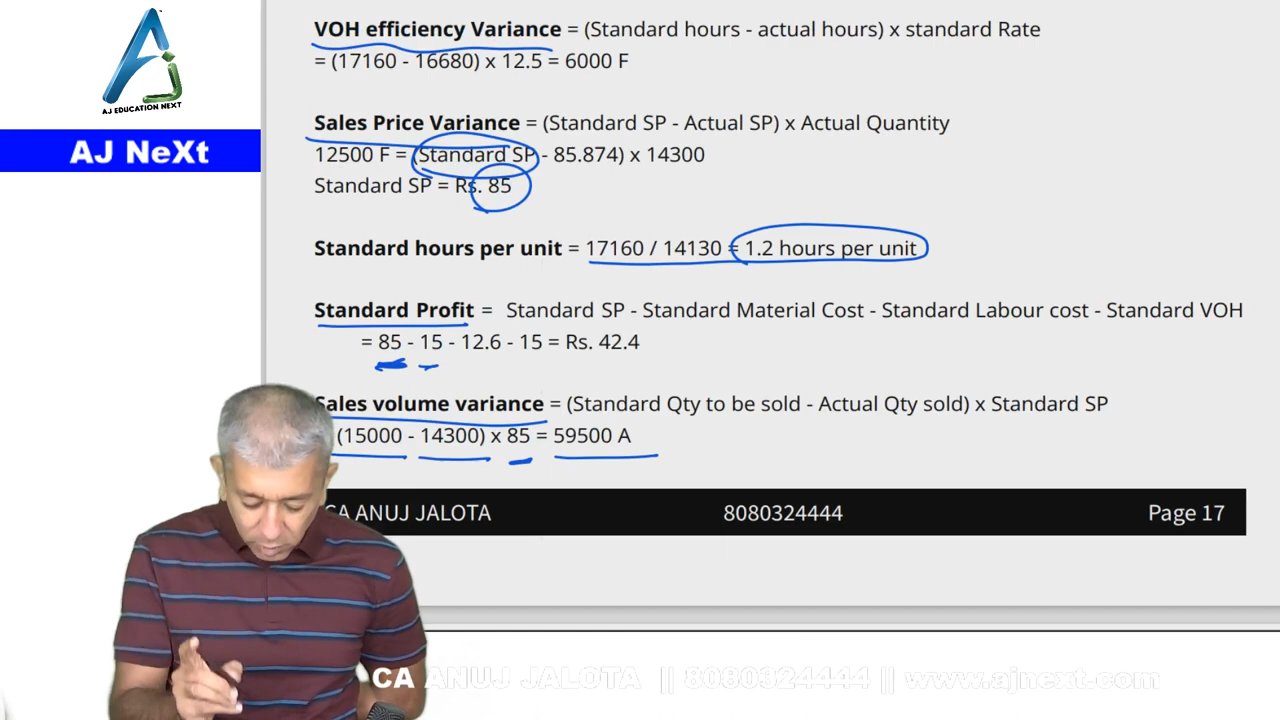 AJ EDUCATION NEXT
AJ NeXt
VOH efficiency Variance = (Standard hours - actual hours) x standard Rate
= (17160 - 16680) x 12.5 = 6000 F
Sales Price Variance = (Standard SP - Actual SP) x Actual Quantity
12500 F = (Standard SP - 85.874) x 14300
Standard SP = Rs. 85
Standard hours per unit = 17160 / 14130 = 1.2 hours per unit
Standard Profit = Standard SP - Standard Material Cost - Standard Labour cost - Standard VOH
= 85 - 15 - 12.6 - 15 = Rs. 42.4
Sales volume variance = (Standard Qty to be sold - Actual Qty sold) x Standard SP
(15000 - 14300) x 85 = 59500 A
CA ANUJ JALOTA 8080324444 Page 17
CA ANUJ JALOTA || 8080324444 || www.ajnext.com